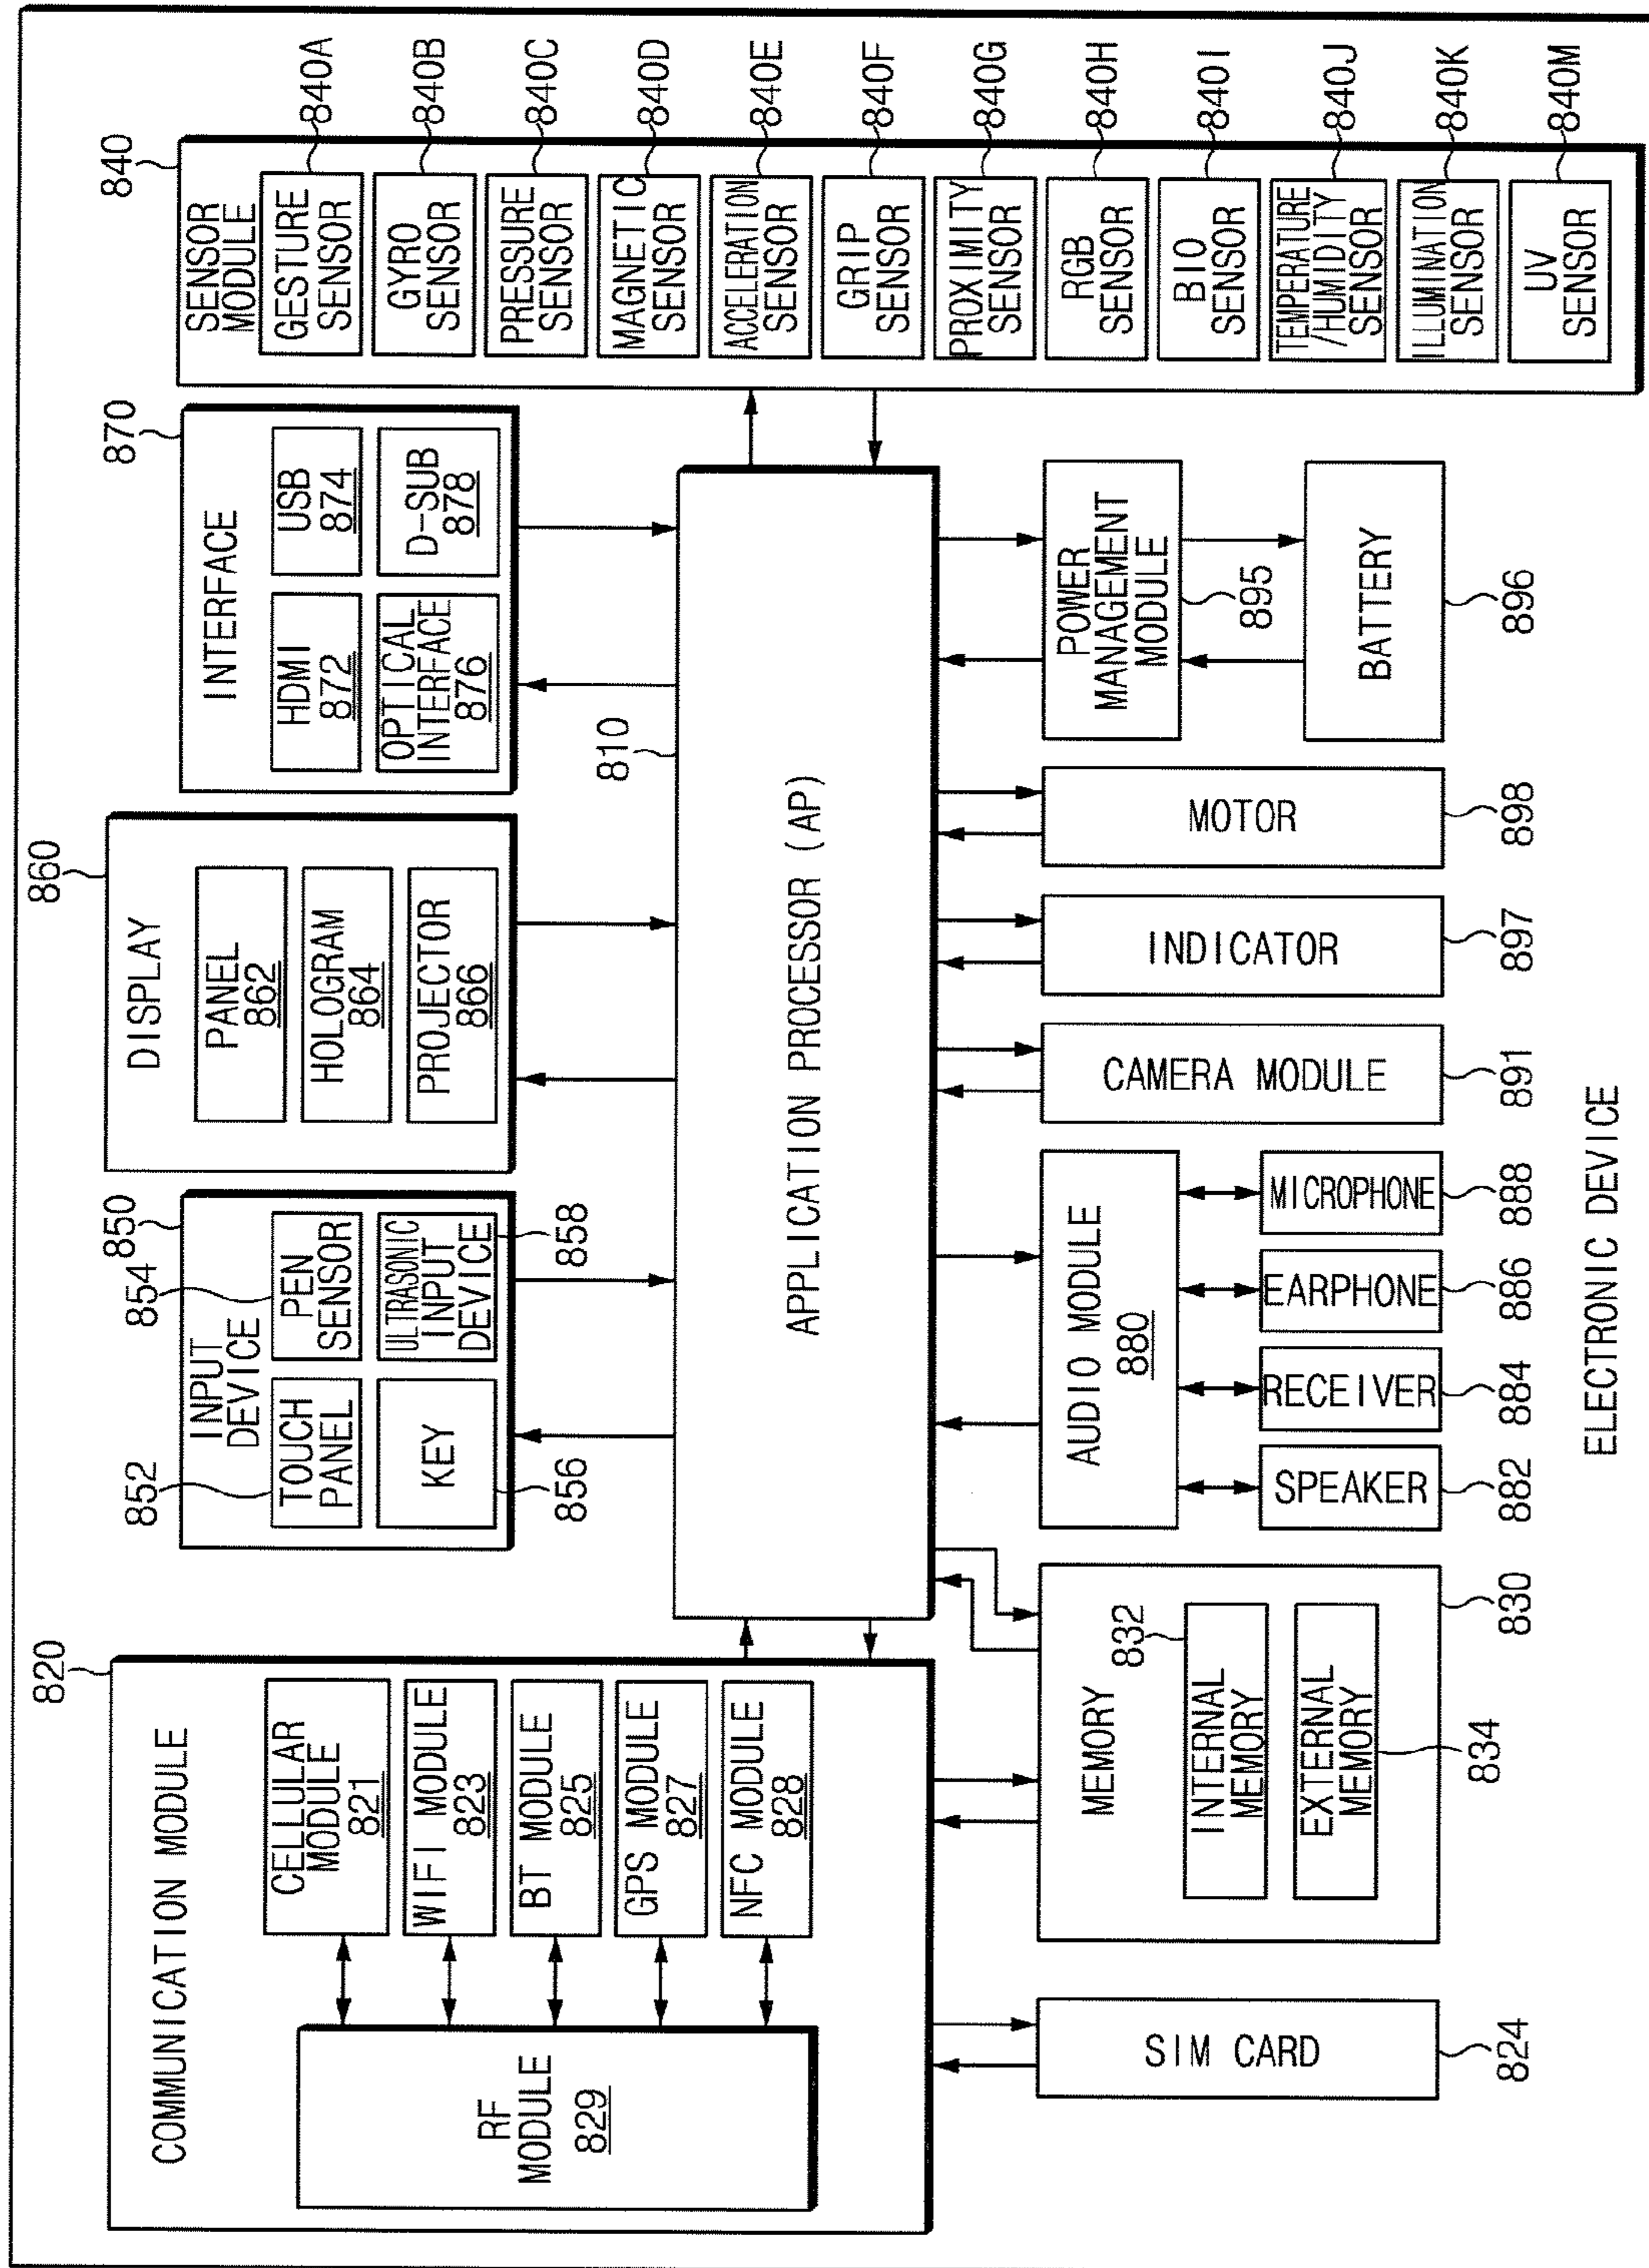 820
COMMUNICATION MODULE
CELLULAR
MODULE
821
WIFI MODULE
823
BT MODULE
825
GPS MODULE
827
NFC MODULE
828
RF
MODULE
829
850
INPUT
DEVICE
852
854
TOUCH
PANEL
PEN
SENSOR
KEY
ULTRASONIC
INPUT
DEVICE
856
858
860
DISPLAY
PANEL
862
HOLOGRAM
864
PROJECTOR
866
870
INTERFACE
HDMI
872
USB
874
OPTICAL
INTERFACE
876
D-SUB
878
840
SENSOR
MODULE
GESTURE
SENSOR
840A
GYRO
SENSOR
840B
PRESSURE
SENSOR
840C
MAGNETIC
SENSOR
840D
ACCELERATION
SENSOR
840E
GRIP
SENSOR
840F
PROXIMITY
SENSOR
840G
RGB
SENSOR
840H
BIO
SENSOR
840I
TEMPERATURE
/HUMIDITY
SENSOR
840J
ILLUMINATION
SENSOR
840K
UV
SENSOR
840M
810
APPLICATION PROCESSOR (AP)
SIM CARD
824
MEMORY
832
INTERNAL
MEMORY
EXTERNAL
MEMORY
834
830
AUDIO MODULE
880
SPEAKER
882
RECEIVER
884
EARPHONE
886
MICROPHONE
888
CAMERA MODULE
891
INDICATOR
897
MOTOR
898
POWER
MANAGEMENT
MODULE
895
BATTERY
896
ELECTRONIC DEVICE